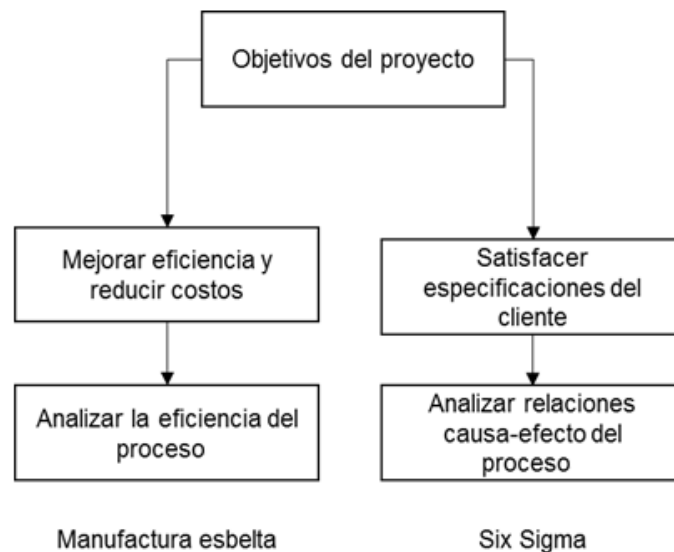 Objetivos del proyecto
Mejorar eficiencia y
reducir costos
Satisfacer
especificaciones del
cliente
Analizar la eficiencia del
proceso
Analizar relaciones
causa-efecto del
proceso
Manufactura esbelta
Six Sigma